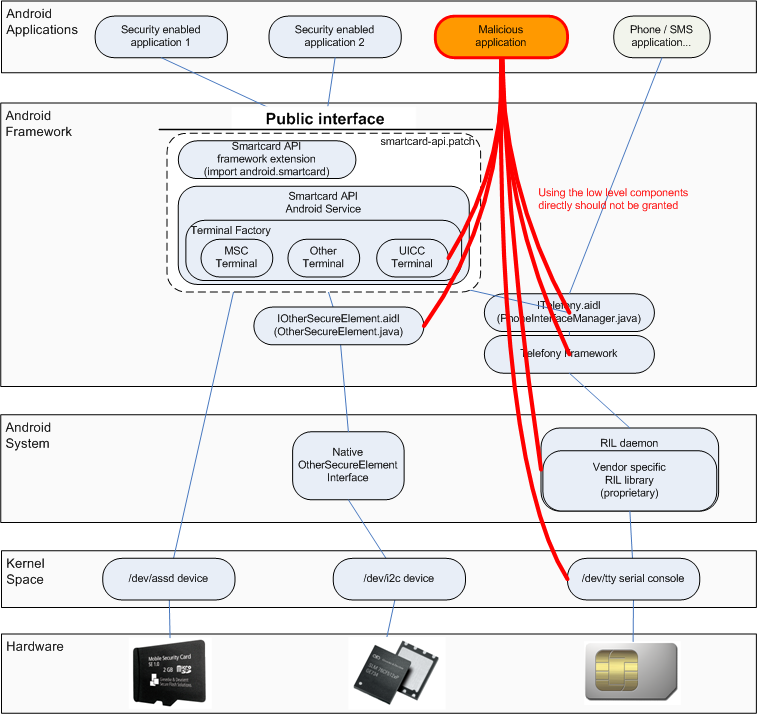 Android
Applications
Security enabled
application 1
Security enabled
application 2
Malicious
application
Phone / SMS
application...
Android
Framework
Public interface
smartcard-api.patch
Smartcard API
framework extension
(import android.smartcard)
Smartcard API
Android Service
Terminal Factory
MSC
Terminal
Other
Terminal
UICC
Terminal
Using the low level components
directly should not be granted
IOtherSecureElement.aidl
(OtherSecureElement.java)
ITelefony.aidl
(PhoneInterfaceManager.java)
Telefony Framework
Android
System
Native
OtherSecureElement
Interface
RIL daemon
Vendor specific
RIL library
(proprietary)
Kernel
Space
/dev/assd device
/dev/i2c device
/dev/tty serial console
Hardware
Mobile Security Card
SE 1.0
2 GB
micro
SD